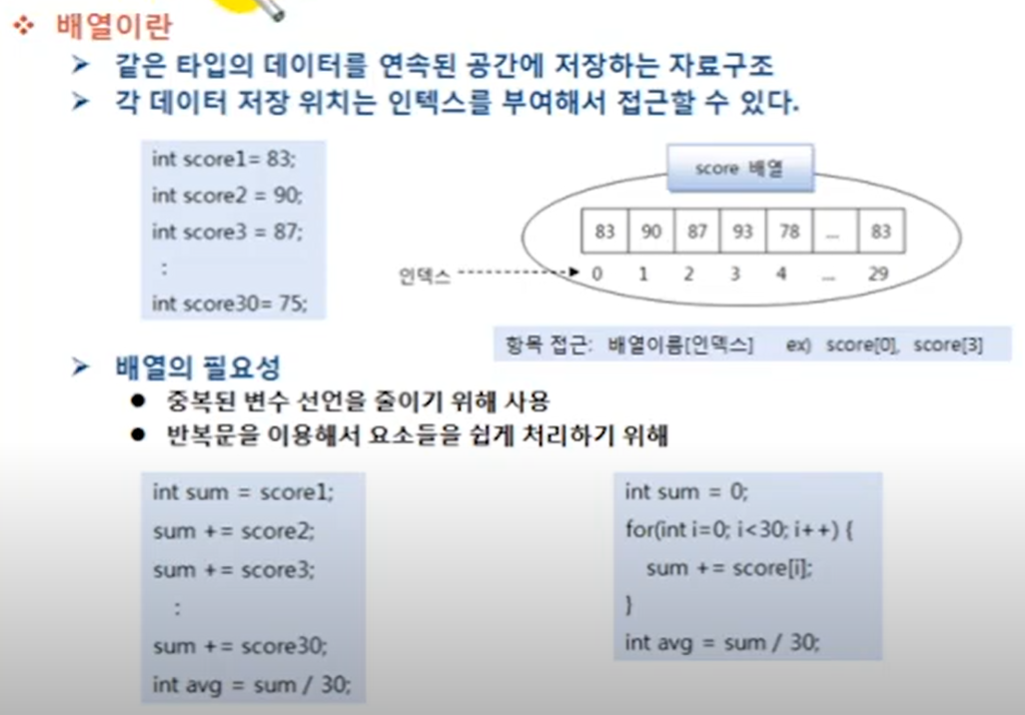 ❖ 배열이란
➢ 같은 타입의 데이터를 연속된 공간에 저장하는 자료구조
➢ 각 데이터 저장 위치는 인텍스를 부여해서 접근할 수 있다.
int score1= 83;
int score2 = 90;
int score3 = 87;
:
int score30= 75;
score 배열
83 90 87 93 78 ... 83
인덱스 0 1 2 3 4 ... 29
항목 접근: 배열이름[인덱스] ex) score[0], score[3]
➢ 배열의 필요성
● 중복된 변수 선언을 줄이기 위해 사용
● 반복문을 이용해서 요소들을 쉽게 처리하기 위해
int sum = score1;
sum += score2;
sum += score3;
:
sum += score30;
int avg = sum / 30;
int sum = 0;
for(int i=0; i<30; i++) {
sum += score[i];
}
int avg = sum / 30;